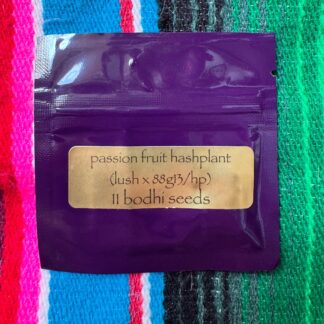 passion fruit hashplant
(lush x 88g13/hp)
11 bodhi seeds